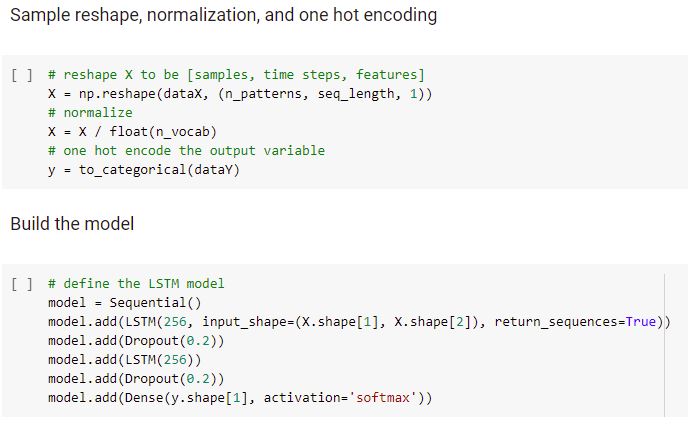 Sample reshape, normalization, and one hot encoding
[ ] # reshape X to be [samples, time steps, features]
X = np.reshape(dataX, (n_patterns, seq_length, 1))
# normalize
X = X / float(n_vocab)
# one hot encode the output variable
y = to_categorical(dataY)
Build the model
[ ] # define the LSTM model
model = Sequential()
model.add(LSTM(256, input_shape=(X.shape[1], X.shape[2]), return_sequences=True))
model.add(Dropout(0.2))
model.add(LSTM(256))
model.add(Dropout(0.2))
model.add(Dense(y.shape[1], activation='softmax'))